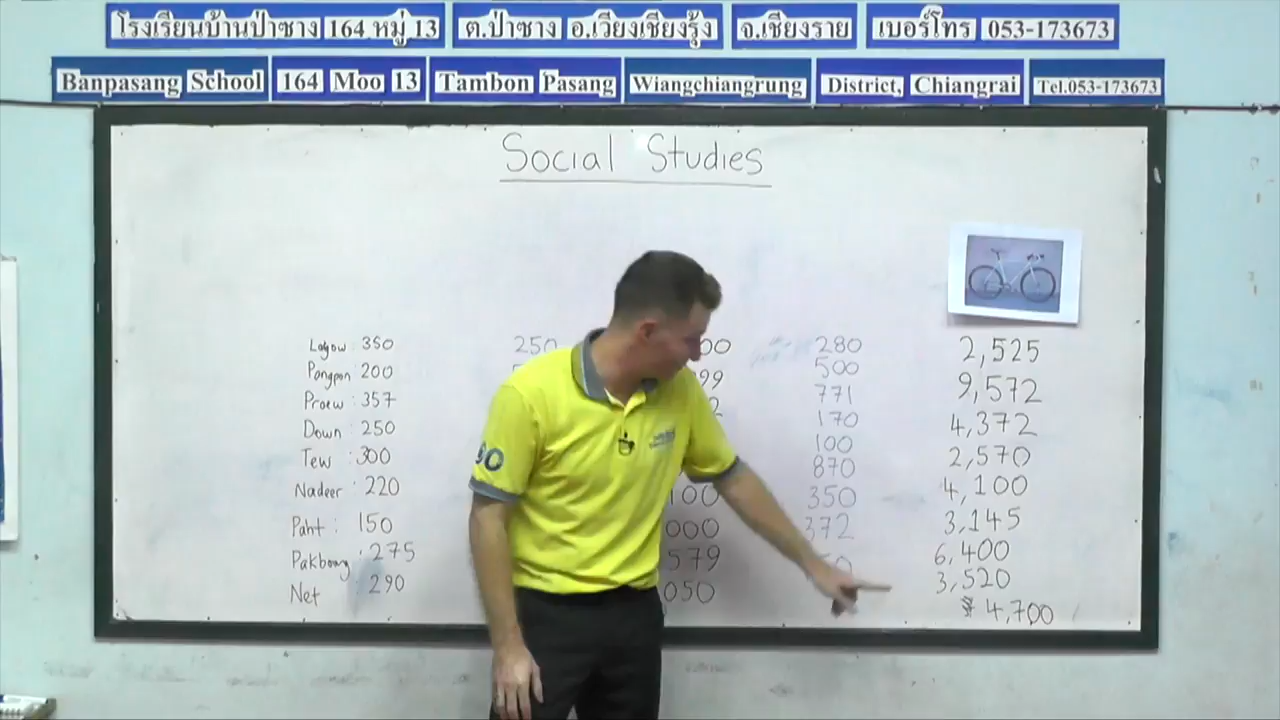 โรงเรียนบ้านป่าซาง 164 หมู่ 13 ต.ป่าซาง อ.เวียงเชียงรุ้ง จ.เชียงราย เบอร์โทร 053-173673
Banpasang School 164 Moo 13 Tambon Pasang Wiangchiangrung District, Chiangrai Tel.053-173673
Social Studies
350 250 280 2,525
Pongpon 200 500 9,572
Proew : 357 771 4,372
Down : 250 170 2,570
Tew : 300 100 4,100
Nadeer : 220 870 3,145
Paht : 150 350 6,400
Pakboong : 275 372 3,520
Net : 290 4,700